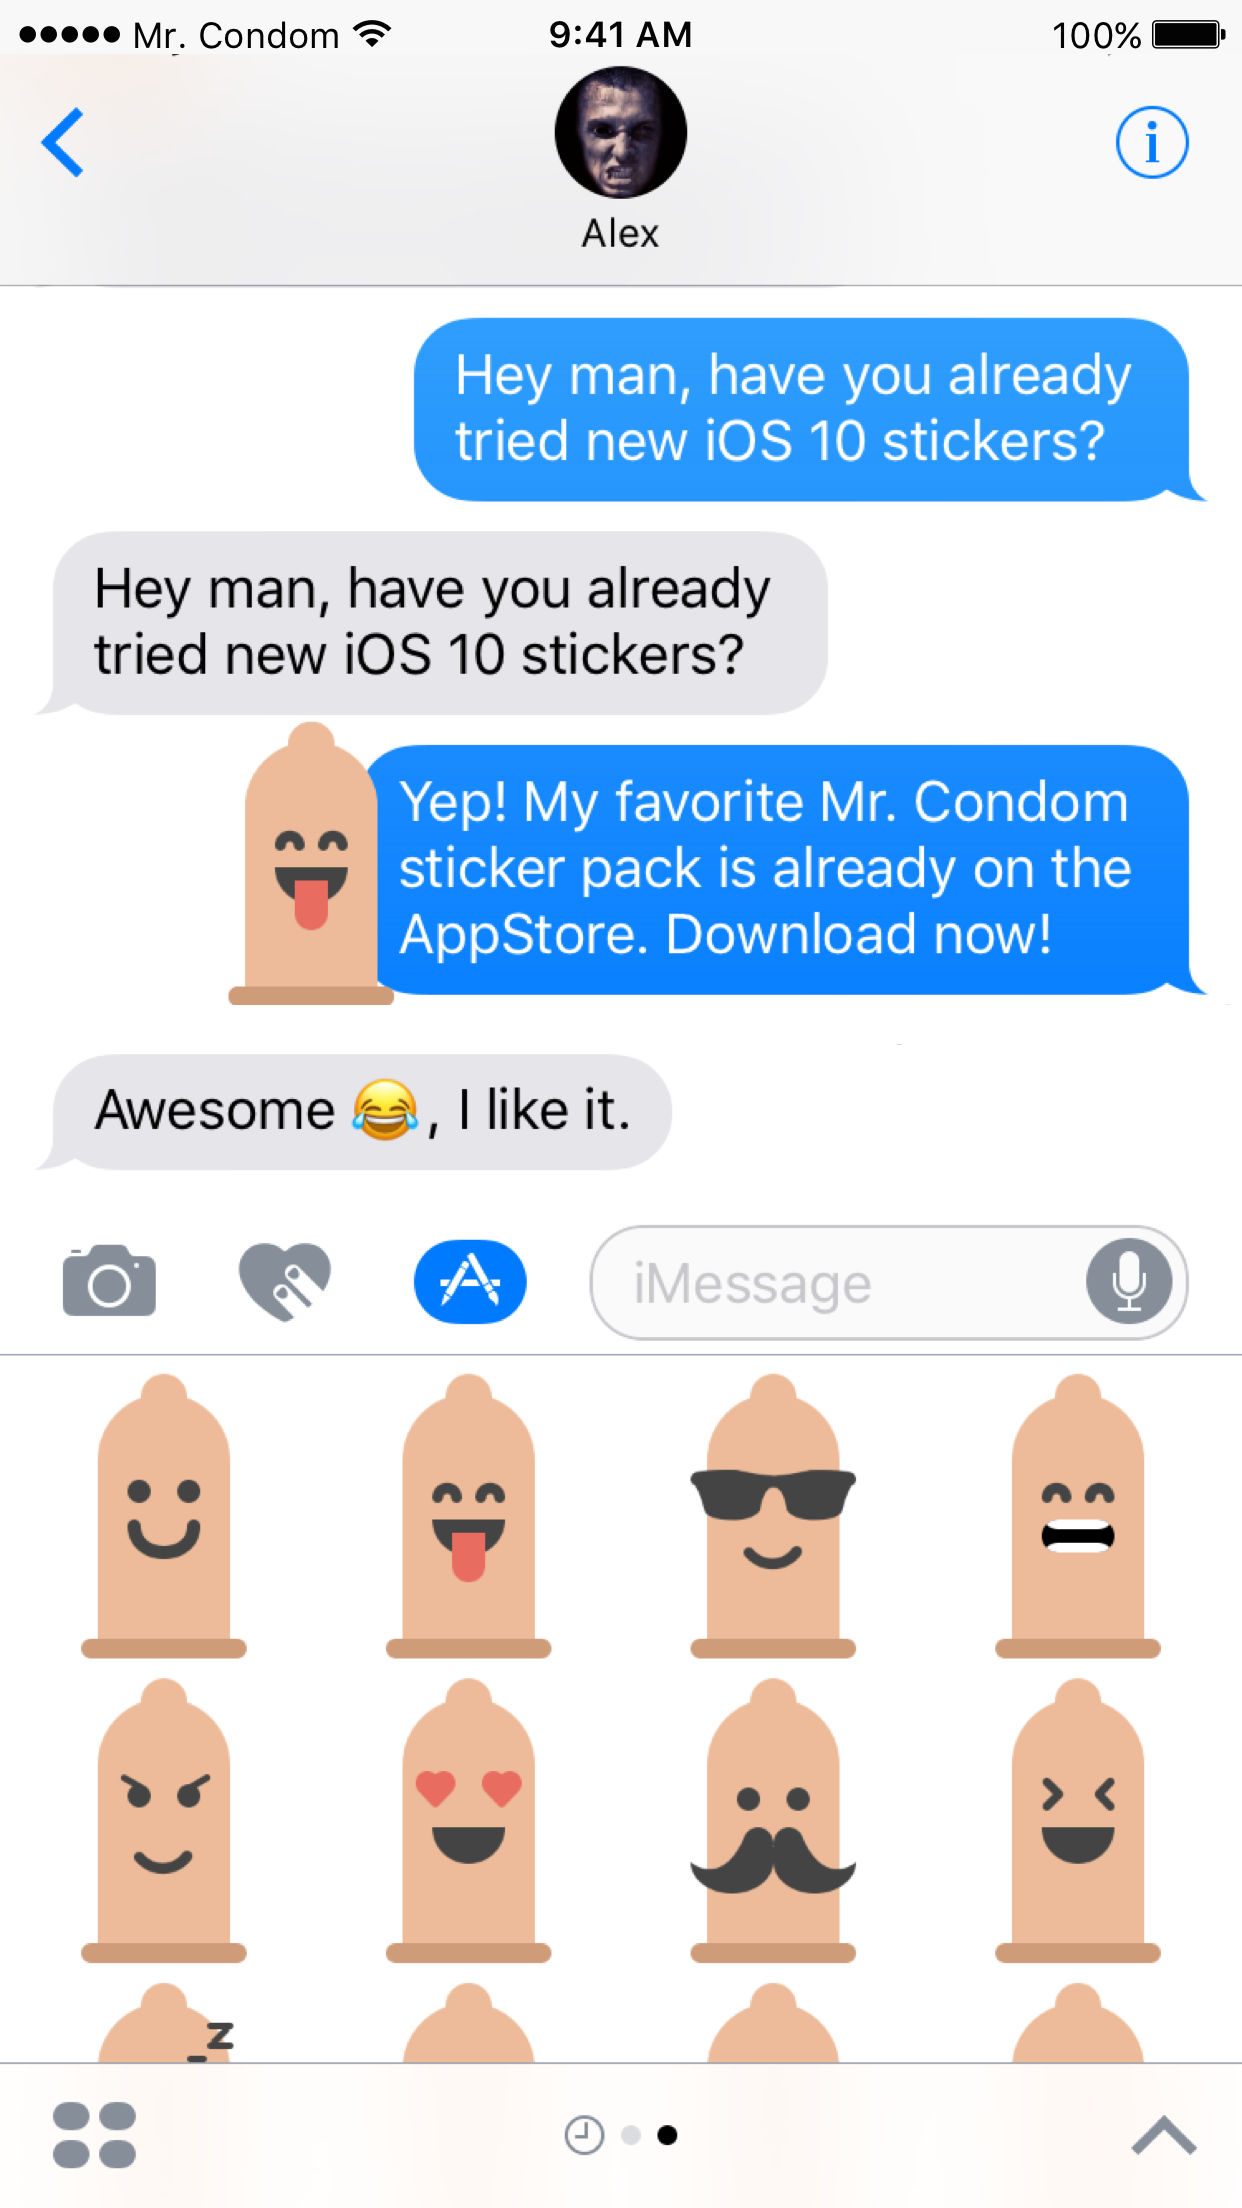 Mr. Condom 9:41 AM 100%
Alex
Hey man, have you already
tried new iOS 10 stickers?
Hey man, have you already
tried new iOS 10 stickers?
Yep! My favorite Mr. Condom
sticker pack is already on the
AppStore. Download now!
Awesome 😂, I like it.
iMessage
z